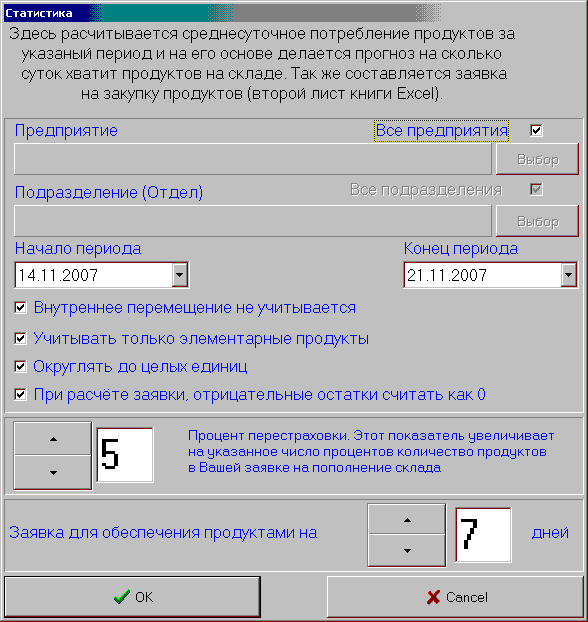 Статистика
Здесь расчитывается среднесуточное потребление продуктов за
указаный период и на его основе делается прогноз на сколько
суток хватит продуктов на складе. Так же составляется заявка
на закупку продуктов (второй лист книги Excel).
Предприятие
Все предприятия
Выбор
Подразделение (Отдел)
Все подразделения
Выбор
Начало периода
Конец периода
14.11.2007
21.11.2007
Внутреннее перемещение не учитывается
Учитывать только элементарные продукты
Округлять до целых единиц
При расчёте заявки, отрицательные остатки считать как 0
5
Процент перестраховки. Этот показатель увеличивает
на указанное число процентов количество продуктов
в Вашей заявке на пополнение склада
Заявка для обеспечения продуктами на
7
дней
OK
Cancel